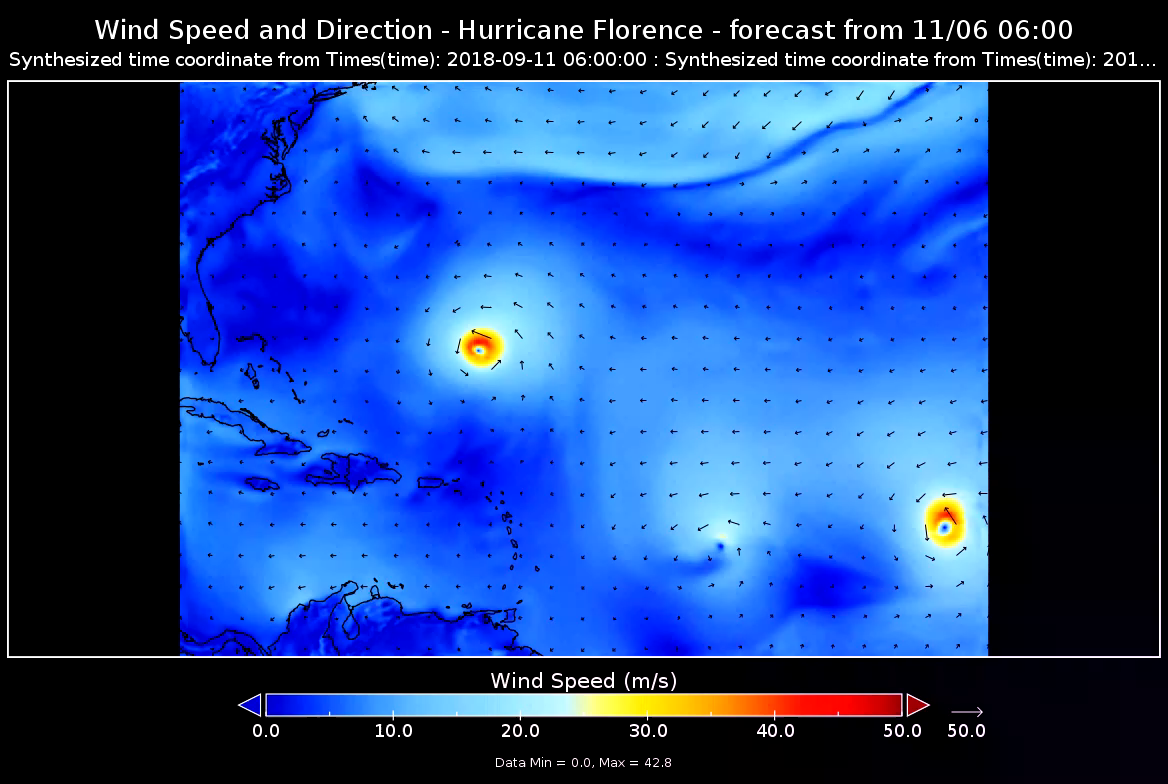 Wind Speed and Direction - Hurricane Florence - forecast from 11/06 06:00
Synthesized time coordinate from Times(time): 2018-09-11 06:00:00 : Synthesized time coordinate from Times(time): 201...
Wind Speed (m/s)
0.0 10.0 20.0 30.0 40.0 50.0 50.0
Data Min = 0.0, Max = 42.8